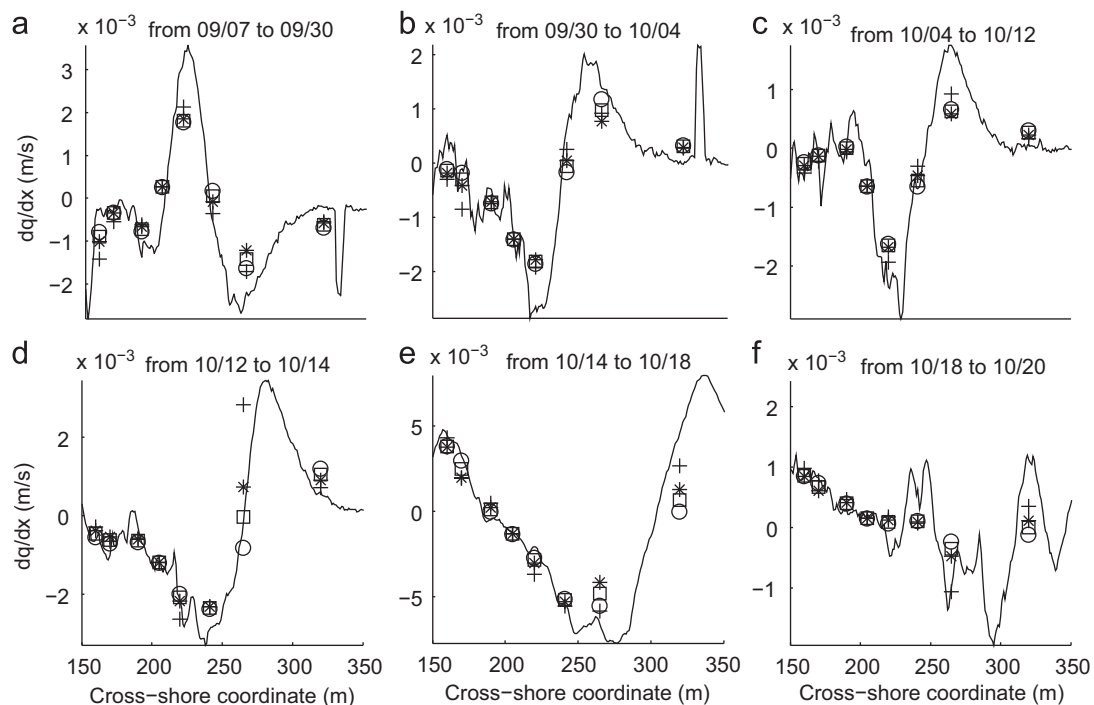 a x 10⁻³ from 09/07 to 09/30
b x 10⁻³ from 09/30 to 10/04
c x 10⁻³ from 10/04 to 10/12
3
2
1
0
−1
−2
dq/dx (m/s)
2
1
0
−1
−2
1
0
−1
−2
d x 10⁻³ from 10/12 to 10/14
e x 10⁻³ from 10/14 to 10/18
f x 10⁻³ from 10/18 to 10/20
2
0
−2
dq/dx (m/s)
5
0
−5
2
1
0
−1
150 200 250 300 350
150 200 250 300 350
150 200 250 300 350
Cross−shore coordinate (m)
Cross−shore coordinate (m)
Cross−shore coordinate (m)